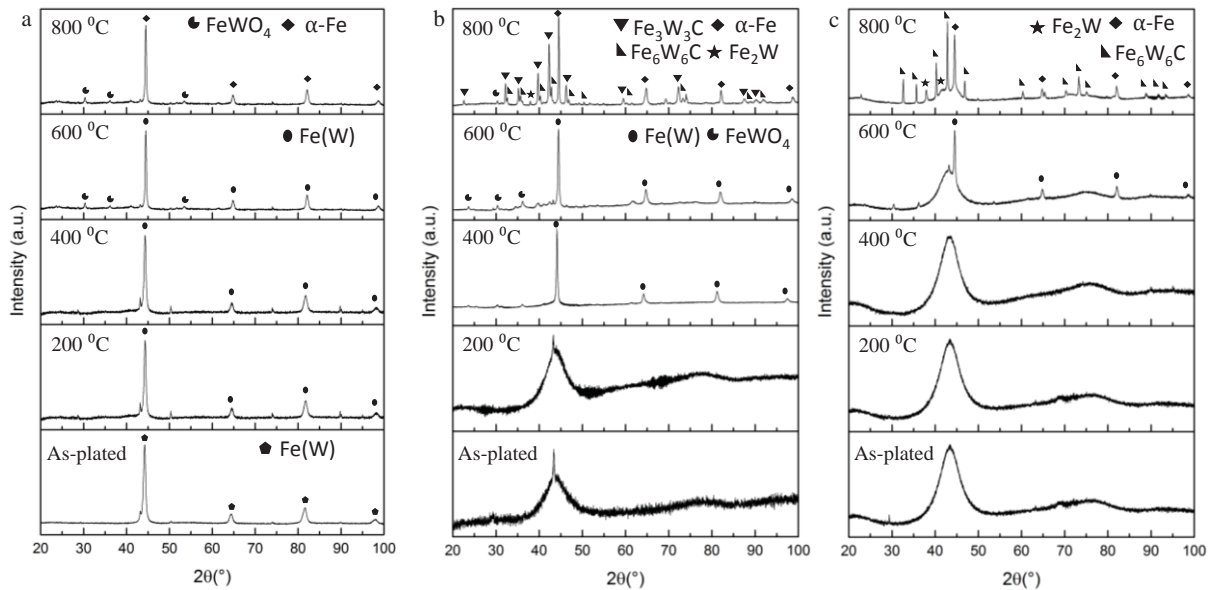 a
800 ⁰C
FeWO₄ α-Fe
600 ⁰C
Fe(W)
400 ⁰C
200 ⁰C
As-plated
Fe(W)
Intensity (a.u.)
20 30 40 50 60 70 80 90 100
2θ(°)
b
800 ⁰C
Fe₃W₃C α-Fe
Fe₆W₆C Fe₂W
600 ⁰C
Fe(W) FeWO₄
400 ⁰C
200 ⁰C
As-plated
Intensity (a.u.)
20 30 40 50 60 70 80 90 100
2θ(°)
c
800 ⁰C
Fe₂W α-Fe
Fe₆W₆C
600 ⁰C
400 ⁰C
200 ⁰C
As-plated
Intensity (a.u.)
20 30 40 50 60 70 80 90 100
2θ(°)